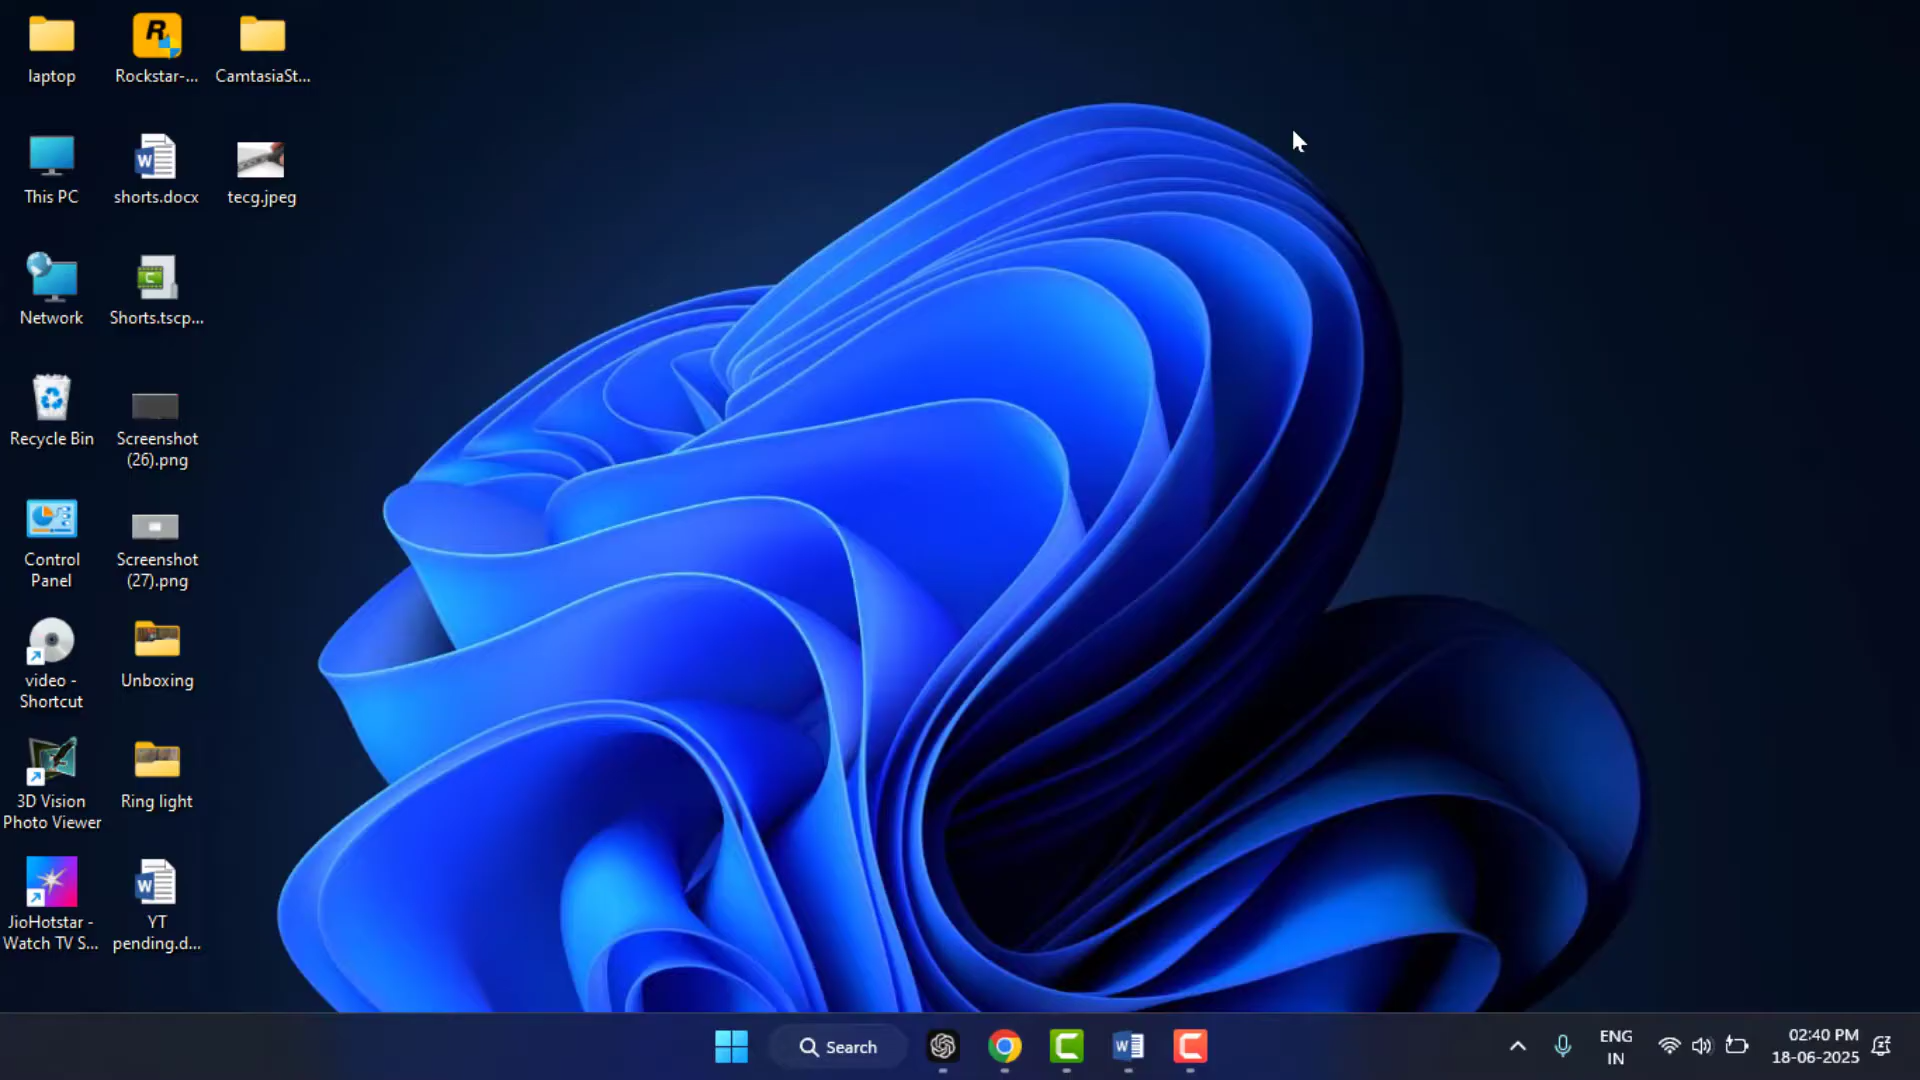 laptop
Rockstar-...
CamtasiaSt...
This PC
shorts.docx
tecg.jpeg
Network
Shorts.tscp...
Recycle Bin
Screenshot
(26).png
Control
Panel
Screenshot
(27).png
video -
Shortcut
Unboxing
3D Vision
Photo Viewer
Ring light
JioHotstar -
Watch TV S...
YT
pending.d...
Search
ENG
IN
02:40 PM
18-06-2025